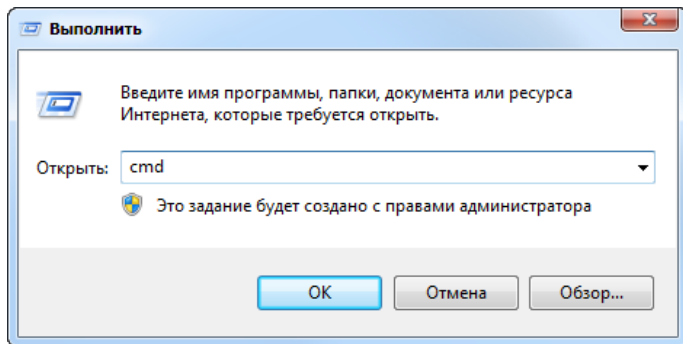 Выполнить
Введите имя программы, папки, документа или ресурса
Интернета, которые требуется открыть.
Открыть: cmd
Это задание будет создано с правами администратора
ОК Отмена Обзор...